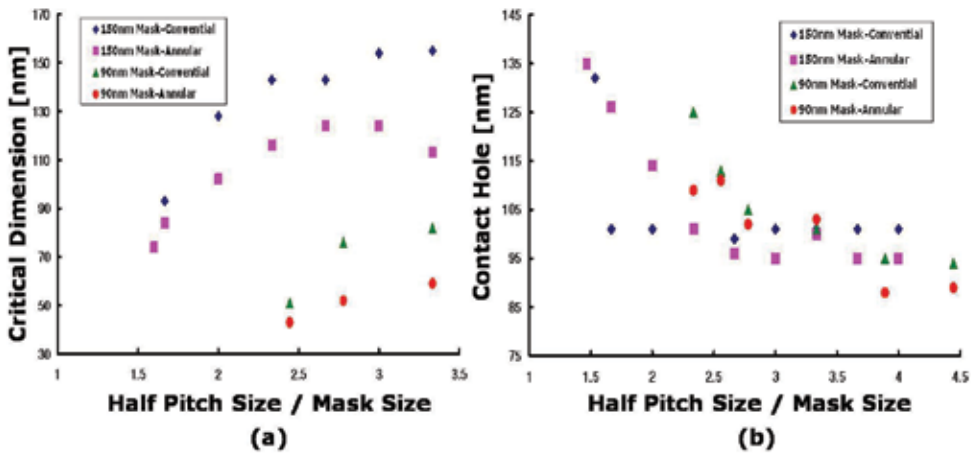 170
150
130
110
90
70
50
30
1
1.5
2
2.5
3
3.5
Critical Dimension [nm]
Half Pitch Size / Mask Size
150nm Mask-Convential
150nm Mask-Annular
90nm Mask-Convential
90nm Mask-Annular
(a)
145
135
125
115
105
95
85
75
1
1.5
2
2.5
3
3.5
4
4.5
Contact Hole [nm]
Half Pitch Size / Mask Size
150nm Mask-Convential
150nm Mask-Annular
90nm Mask-Convential
90nm Mask-Annular
(b)